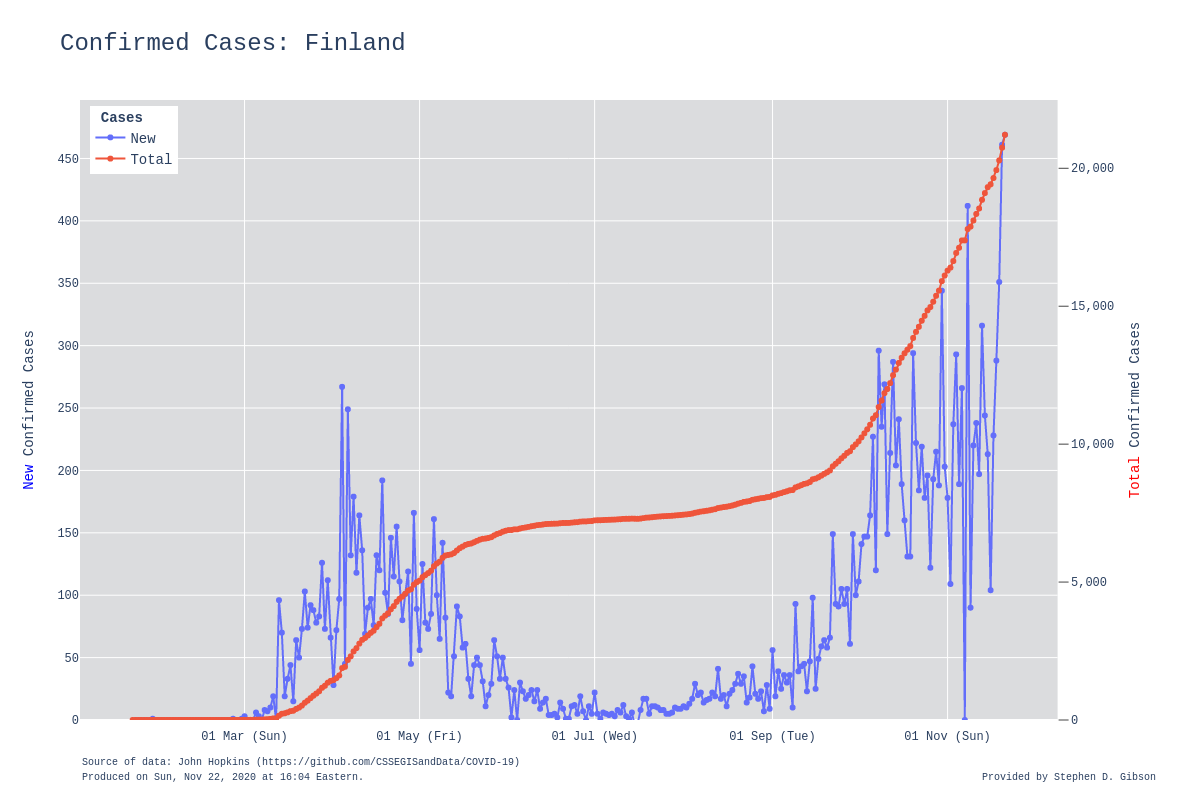 Confirmed Cases: Finland
Cases
New
Total
450
400
350
300
250
200
150
100
50
0
New Confirmed Cases
20,000
15,000
10,000
5,000
0
Total Confirmed Cases
01 Mar (Sun)
01 May (Fri)
01 Jul (Wed)
01 Sep (Tue)
01 Nov (Sun)
Source of data: John Hopkins (https://github.com/CSSEGISandData/COVID-19)
Produced on Sun, Nov 22, 2020 at 16:04 Eastern.
Provided by Stephen D. Gibson